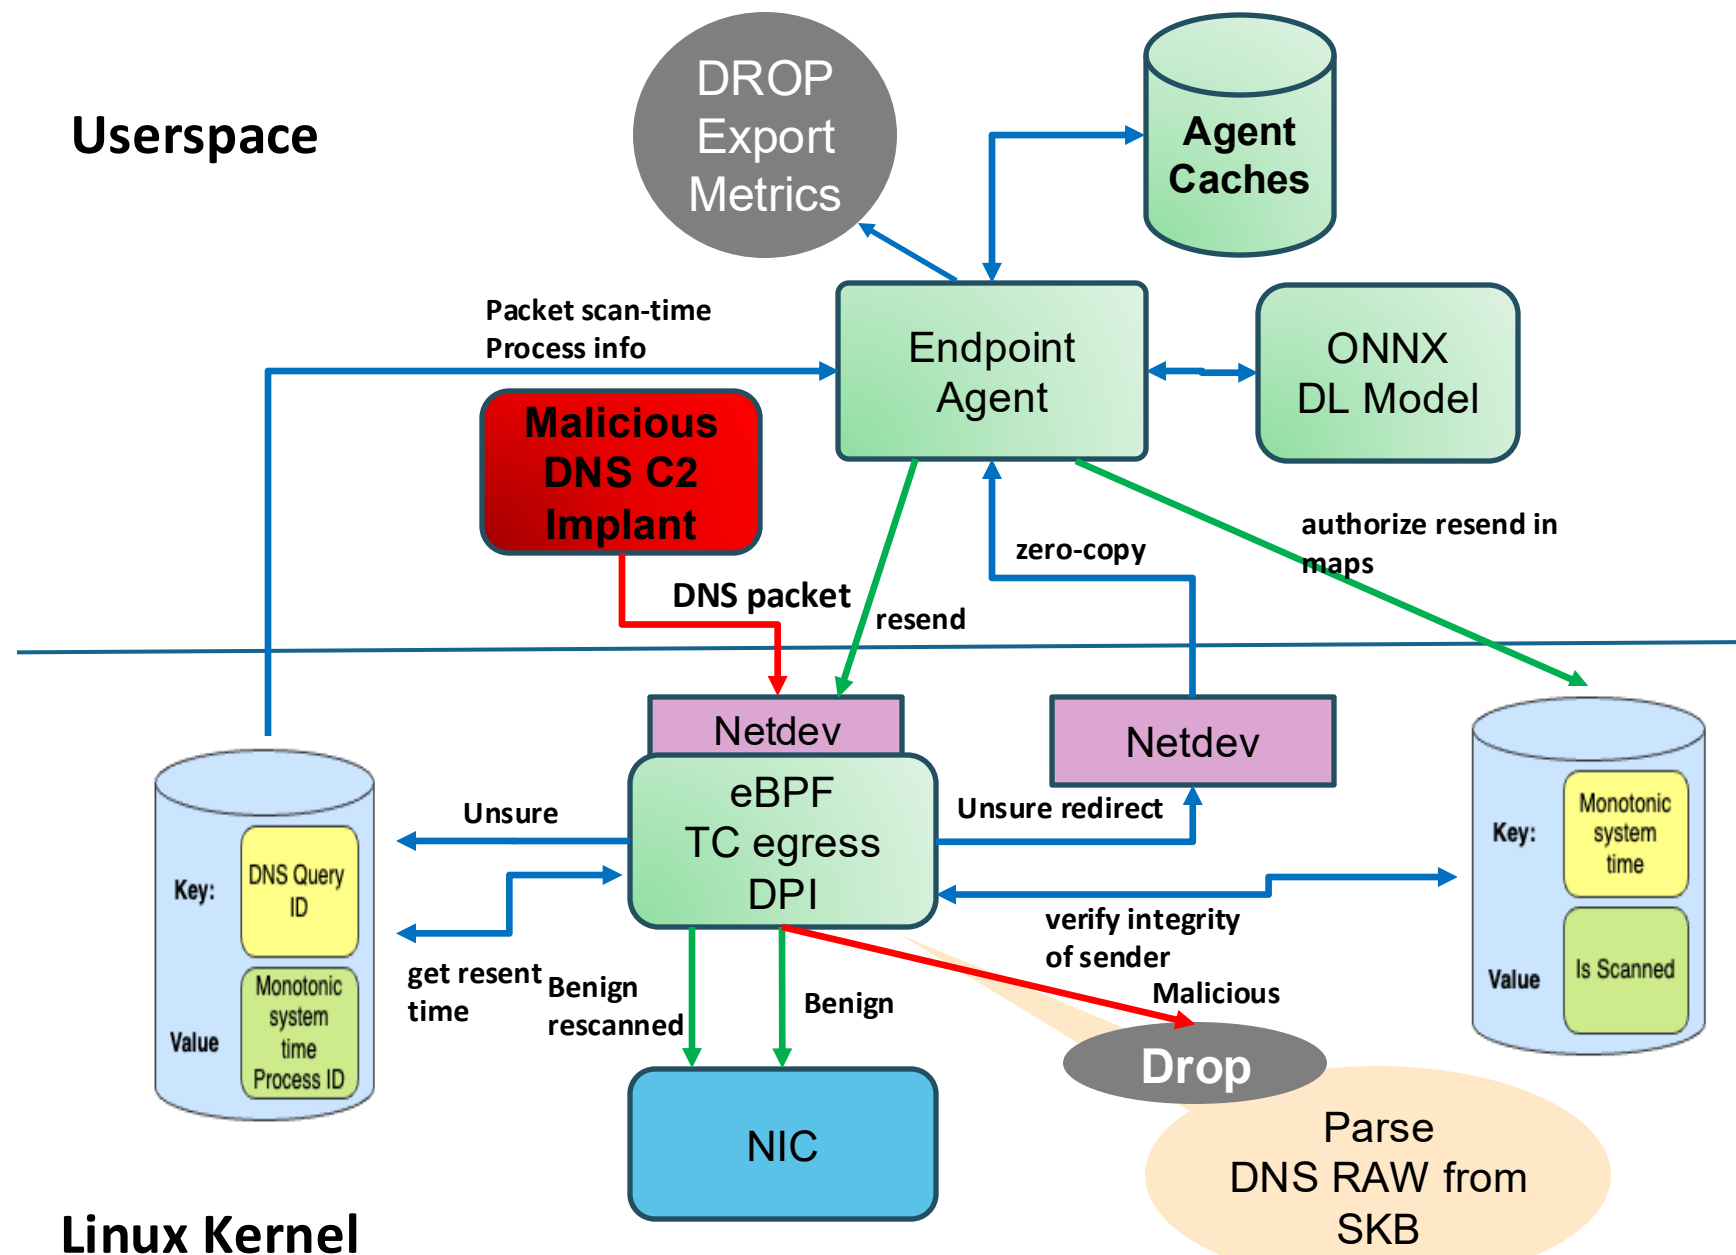 DROP
Export
Metrics
Agent
Caches
Userspace
Packet scan-time
Process info
Endpoint
Agent
ONNX
DL Model
Malicious
DNS C2
Implant
authorize resend in
maps
zero-copy
DNS packet
resend
Netdev
Netdev
eBPF
TC egress
DPI
Unsure
Unsure redirect
Key:
DNS Query
ID
Value
Monotonic
system
time
Process ID
Key:
Monotonic
system
time
Value
Is Scanned
get resent
time
verify integrity
of sender
Benign
rescanned
Benign
Malicious
Drop
NIC
Parse
DNS RAW from
SKB
Linux Kernel